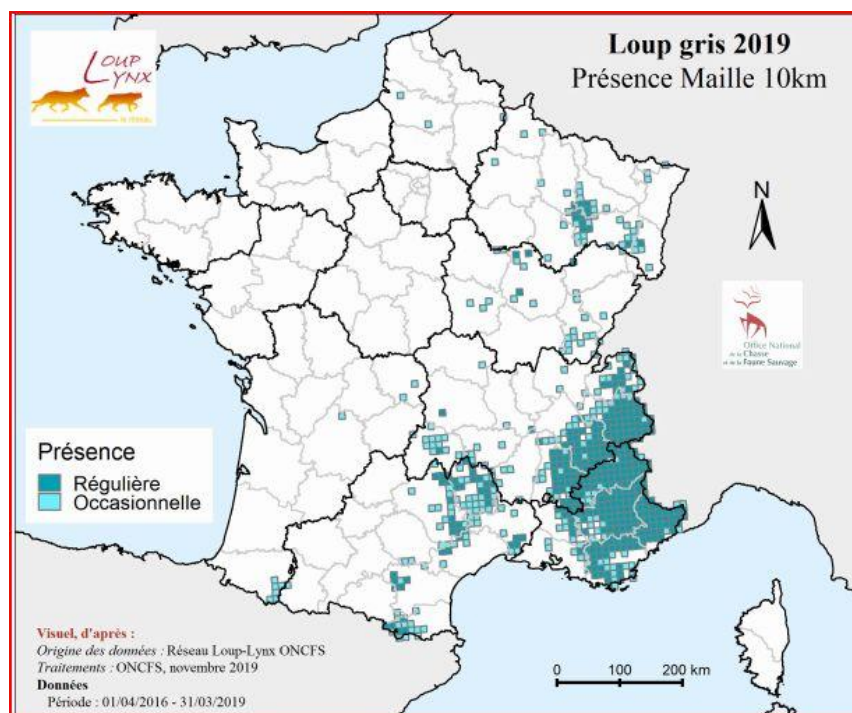 Loup gris 2019
Présence Maille 10km
LOUP
LYNX
N
Office National
de la Chasse
et de la Faune Sauvage
Présence
Régulière
Occasionnelle
Visuel, d'après :
Origine des données : Réseau Loup-Lynx ONCFS
Traitements : ONCFS, novembre 2019
Données
Période : 01/04/2016 - 31/03/2019
0 100 200 km